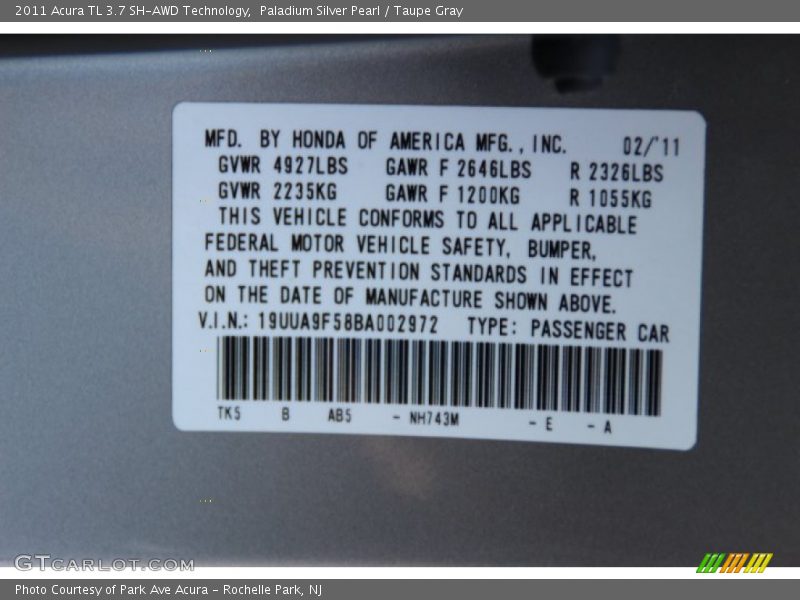 2011 Acura TL 3.7 SH-AWD Technology,  Paladium Silver Pearl / Taupe Gray
MFD. BY HONDA OF AMERICA MFG., INC. 02/'11
GVWR 4927LBS GAWR F 2646LBS R 2326LBS
GVWR 2235KG GAWR F 1200KG R 1055KG
THIS VEHICLE CONFORMS TO ALL APPLICABLE
FEDERAL MOTOR VEHICLE SAFETY, BUMPER,
AND THEFT PREVENTION STANDARDS IN EFFECT
ON THE DATE OF MANUFACTURE SHOWN ABOVE.
V.I.N.: 19UUA9F58BA002972 TYPE: PASSENGER CAR
TK5 B AB5 - NH743M - E - A
GTCARLOT.COM
Photo Courtesy of Park Ave Acura - Rochelle Park, NJ